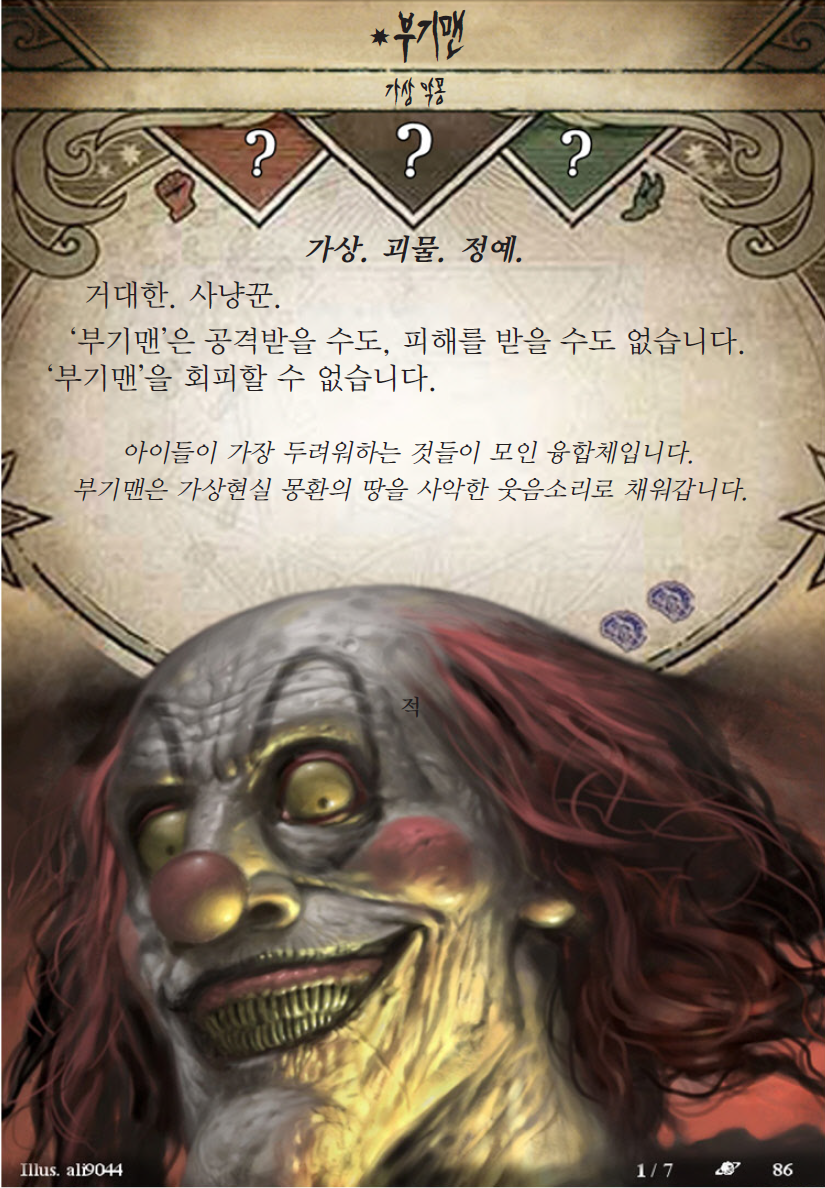 부기맨
가상 악몽
? ? ?
가상. 괴물. 정예.
거대한. 사냥꾼.
‘부기맨’은 공격받을 수도, 피해를 받을 수도 없습니다.
‘부기맨’을 회피할 수 없습니다.
아이들이 가장 두려워하는 것들이 모인 융합체입니다.
부기맨은 가상현실 몽환의 땅을 사악한 웃음소리로 채워갑니다.
적
Illus. ali9044
1 / 7
86